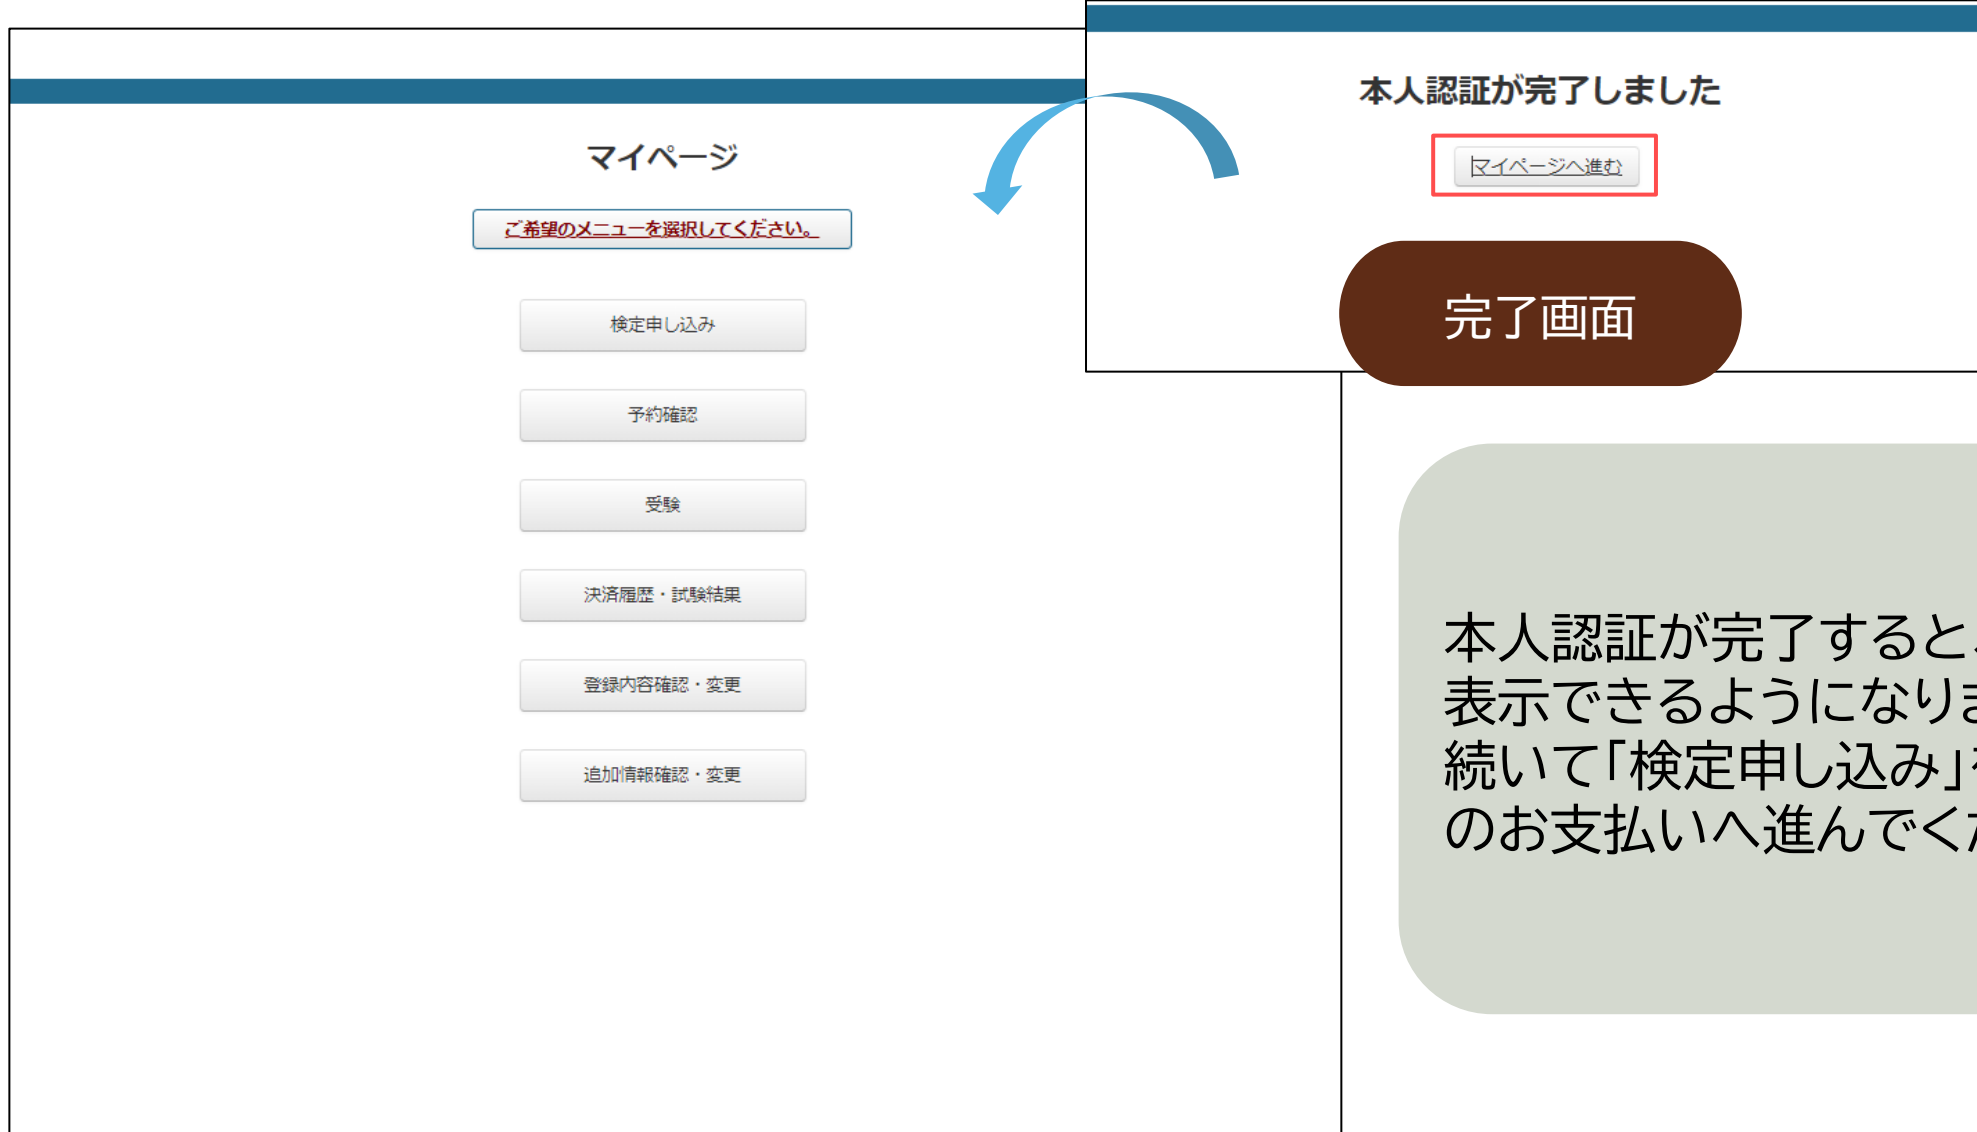 本人認証が完了しました
マイページへ進む
完了画面
マイページ
ご希望のメニューを選択してください。
検定申し込み
予約確認
受験
決済履歴・試験結果
登録内容確認・変更
追加情報確認・変更
本人認証が完了すると
表示できるようになり
続いて「検定申し込み」
のお支払いへ進んでく